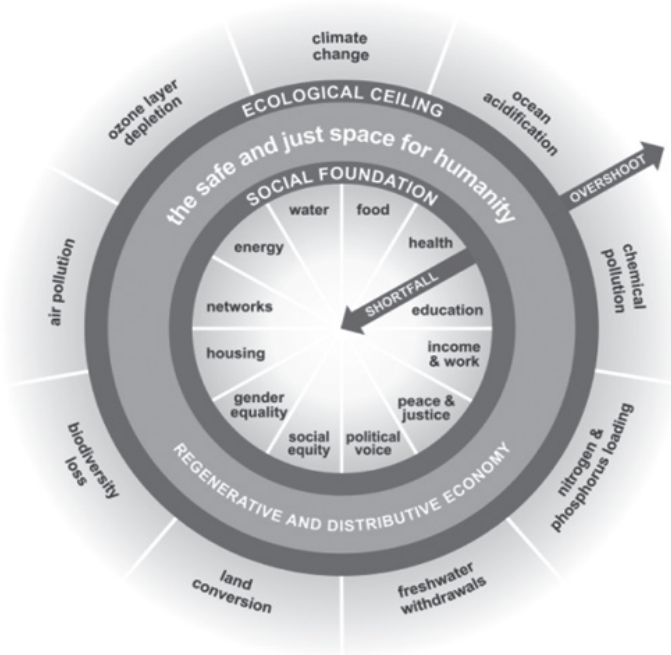 climate
change
ocean
acidification
chemical
pollution
nitrogen &
phosphorus loading
freshwater
withdrawals
land
conversion
biodiversity
loss
air pollution
ozone layer
depletion
ECOLOGICAL CEILING
the safe and just space for humanity
SOCIAL FOUNDATION
OVERSHOOT
SHORTFALL
water
food
health
education
income
& work
peace &
justice
political
voice
social
equity
gender
equality
housing
networks
energy
REGENERATIVE AND DISTRIBUTIVE ECONOMY